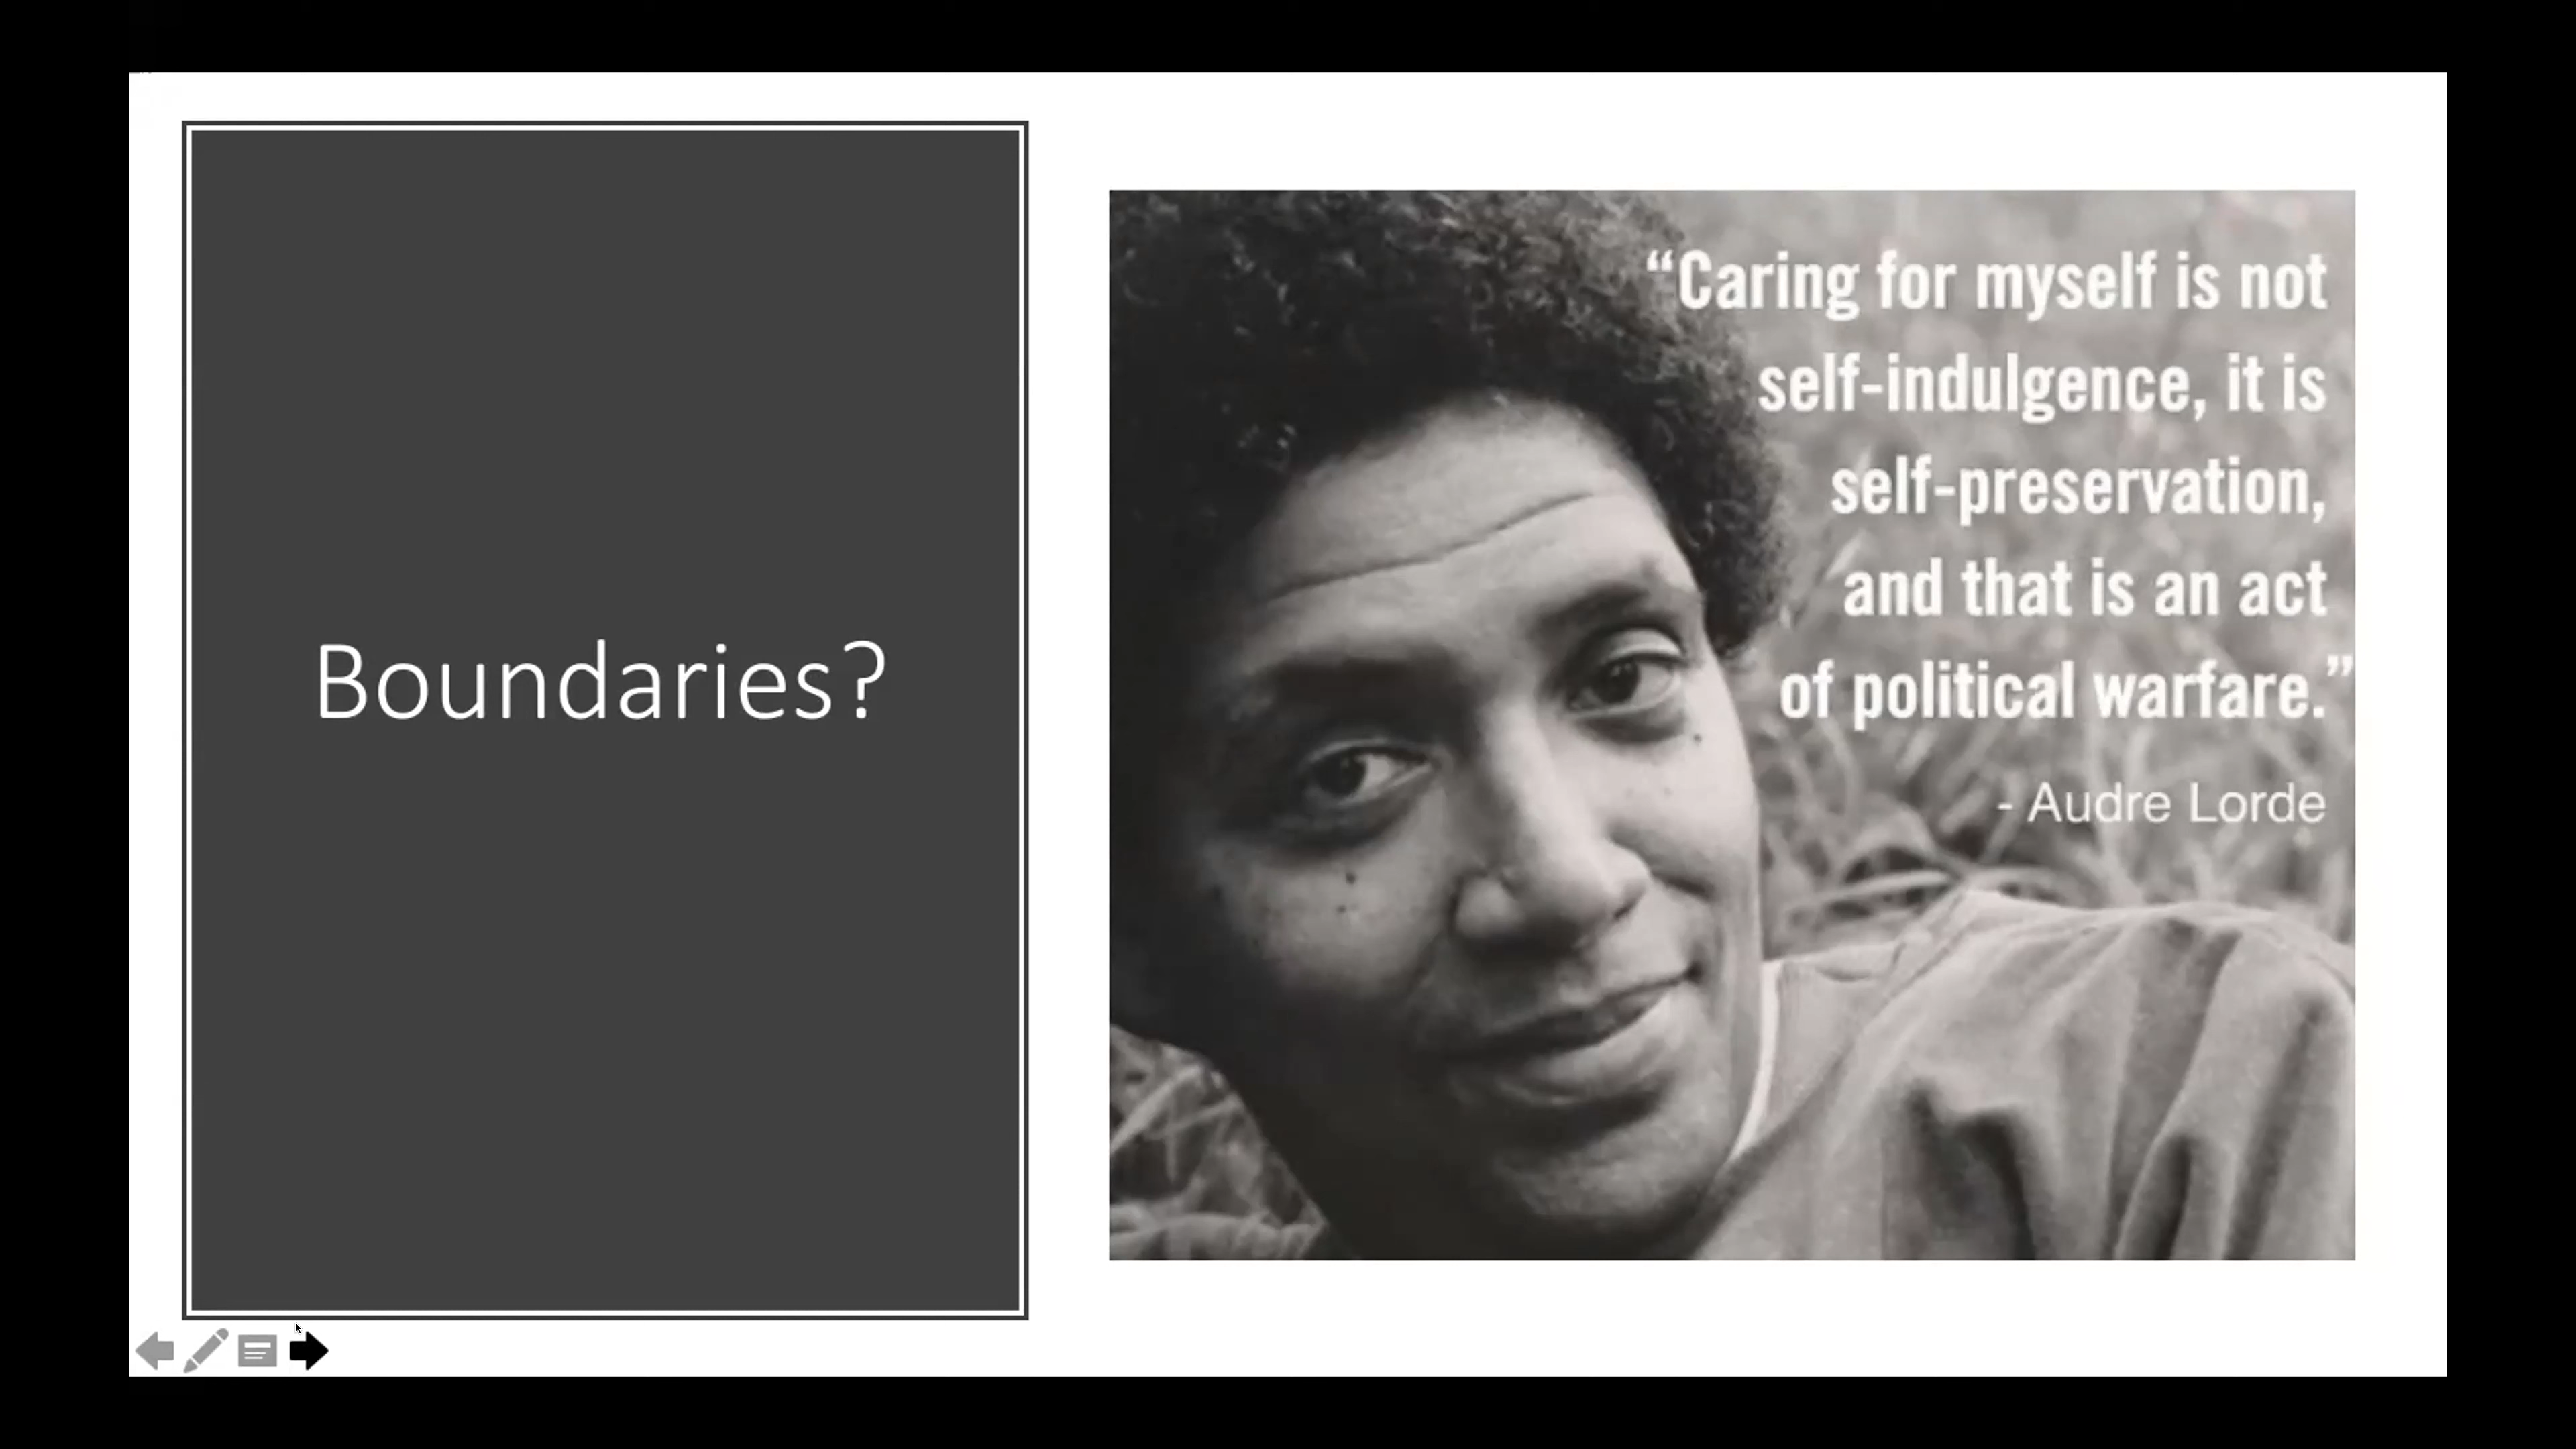 Boundaries?
“Caring for myself is not
self-indulgence, it is
self-preservation,
and that is an act
of political warfare.”
- Audre Lorde